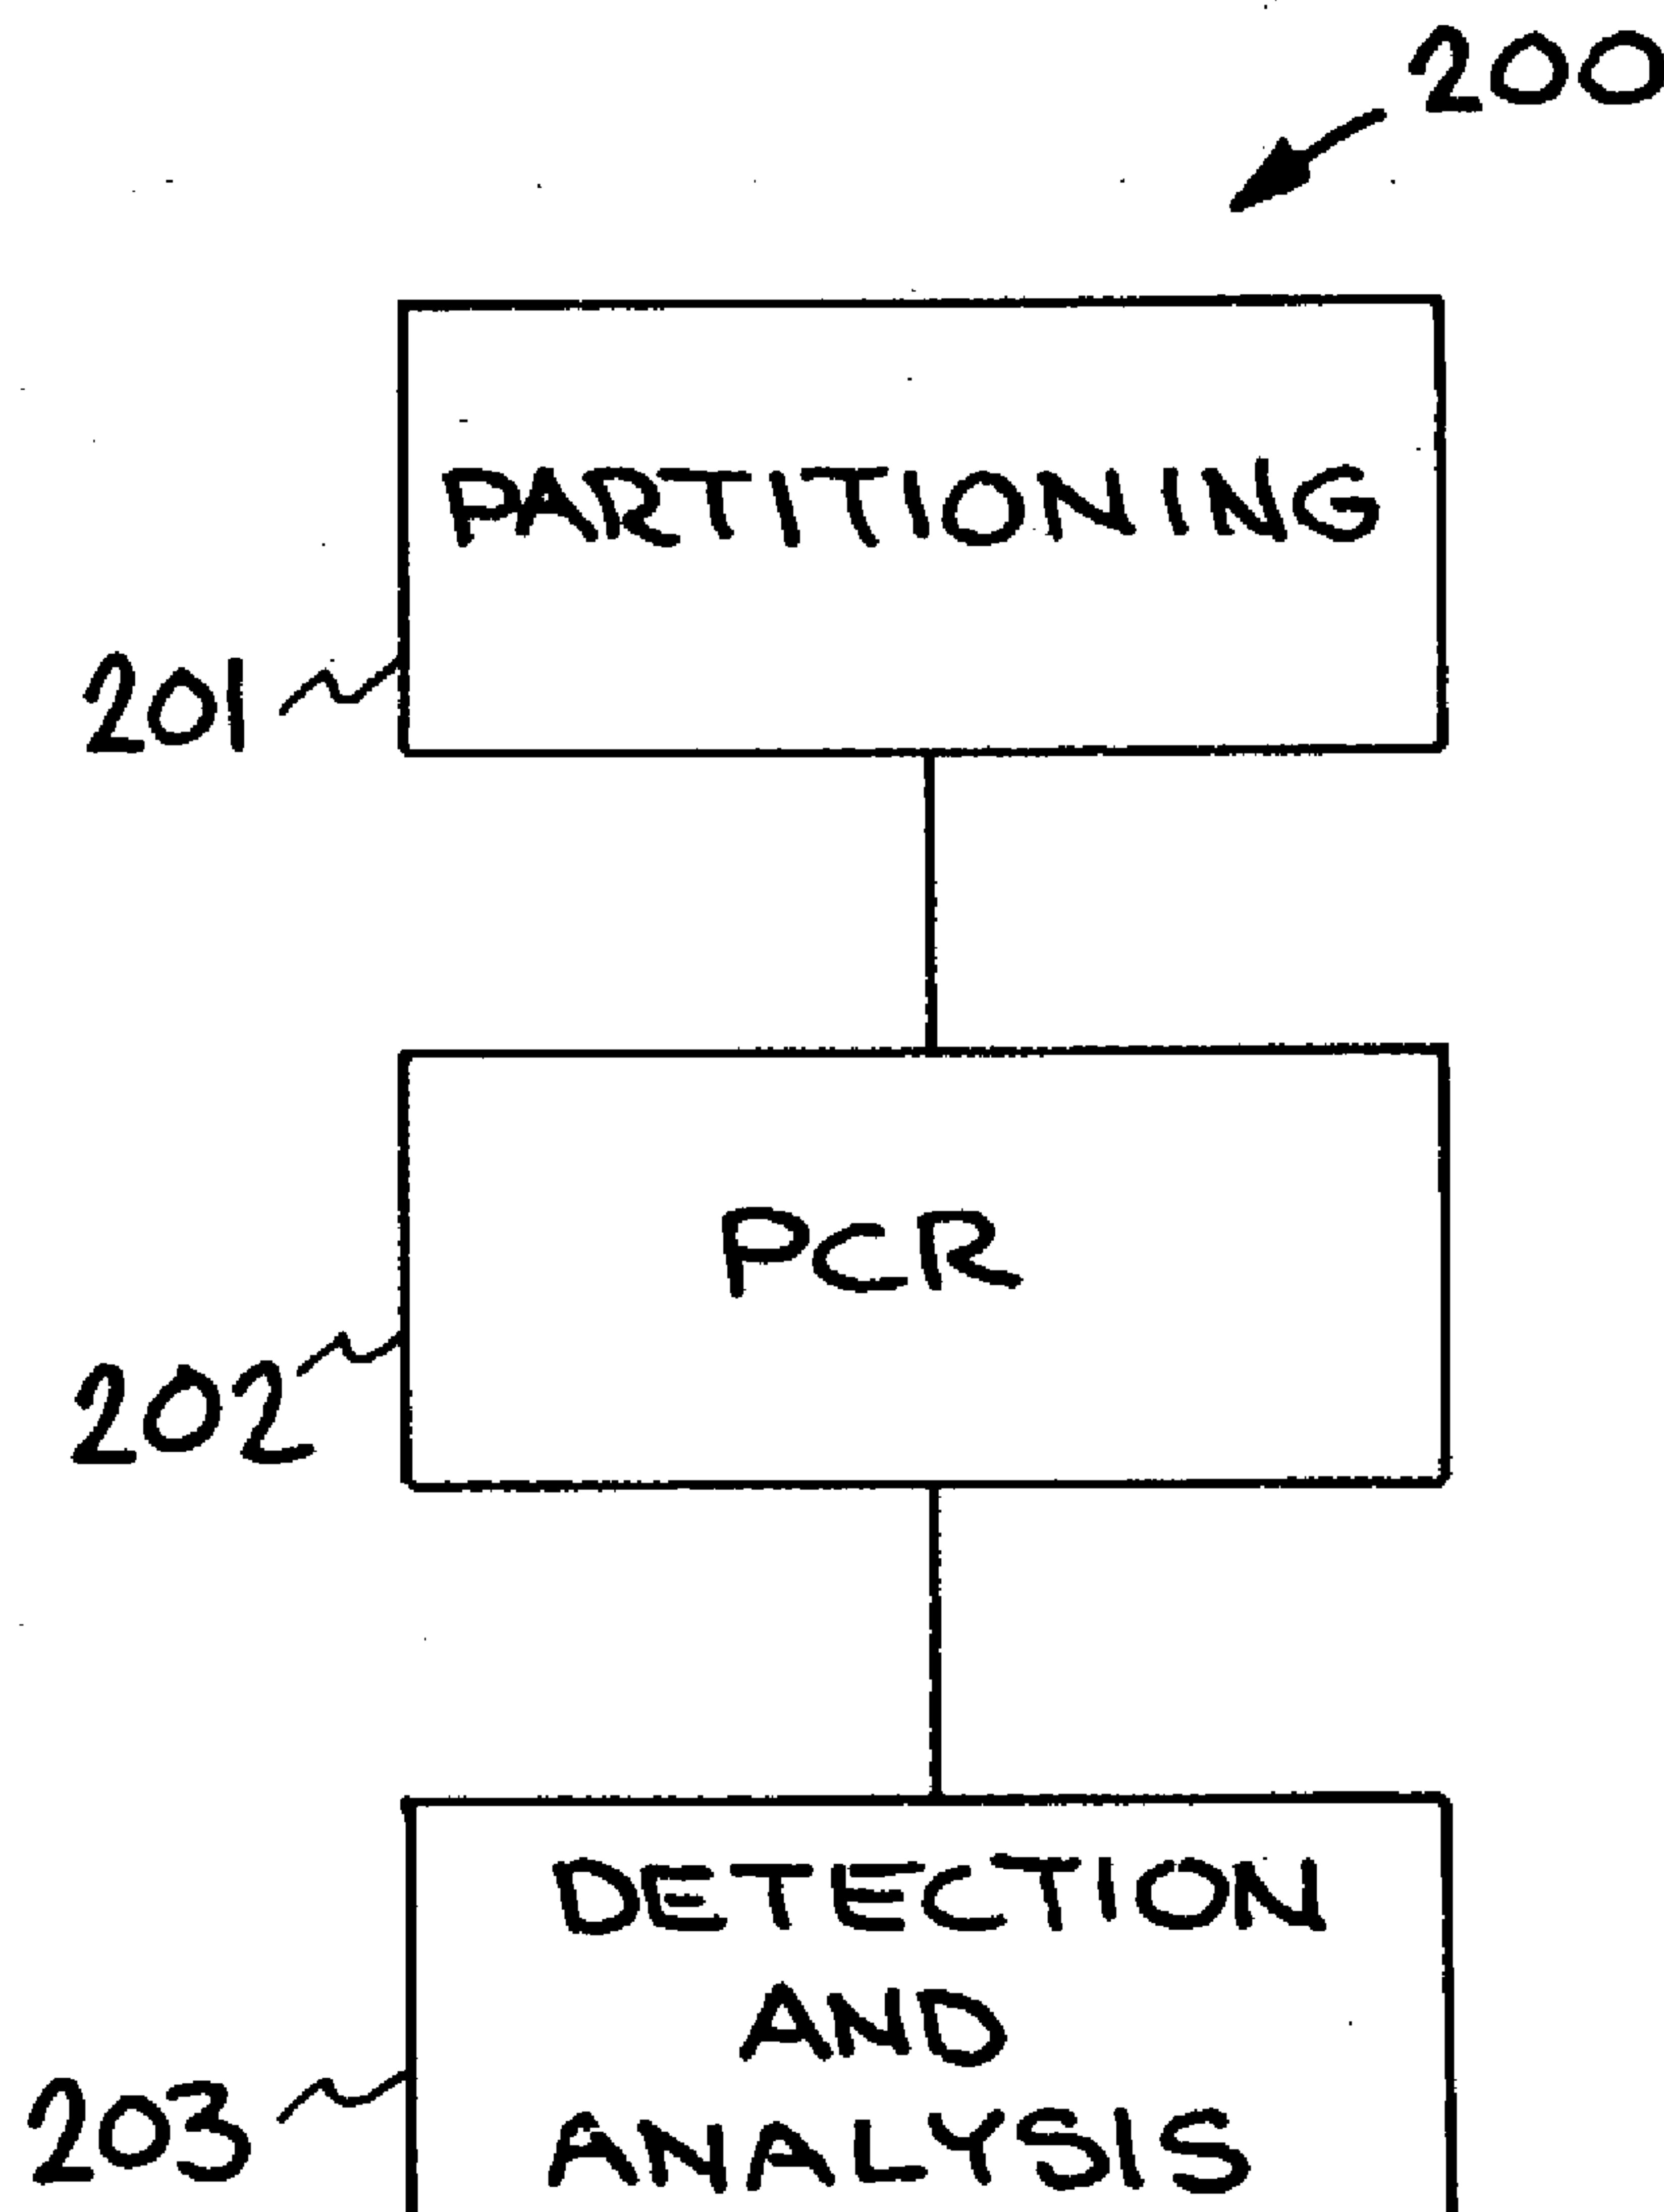 200
PARTITIONING
201
PCR
202
DETECTION
AND
203
ANALYSIS